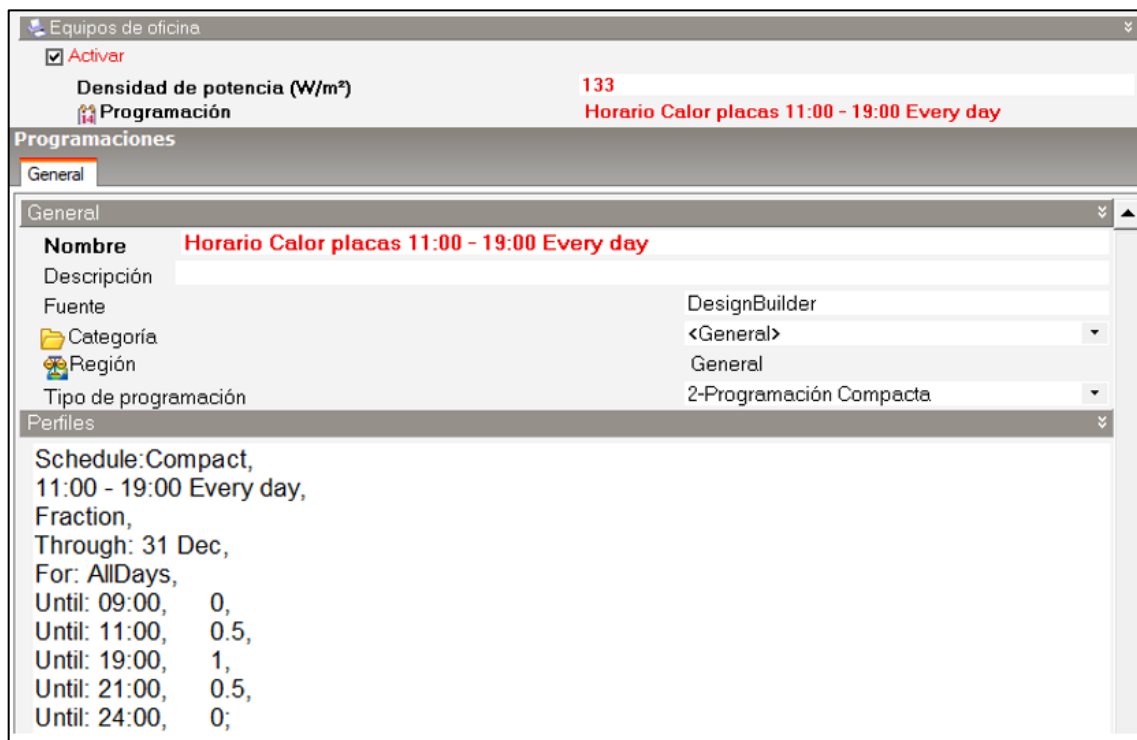 Equipos de oficina
Activar
Densidad de potencia (W/m²) 133
14 Programación Horario Calor placas 11:00 - 19:00 Every day
Programaciones
General
General
Nombre Horario Calor placas 11:00 - 19:00 Every day
Descripción
Fuente DesignBuilder
Categoría <General>
Región General
Tipo de programación 2-Programación Compacta
Perfiles
Schedule:Compact,
11:00 - 19:00 Every day,
Fraction,
Through: 31 Dec,
For: AllDays,
Until: 09:00, 0,
Until: 11:00, 0.5,
Until: 19:00, 1,
Until: 21:00, 0.5,
Until: 24:00, 0;